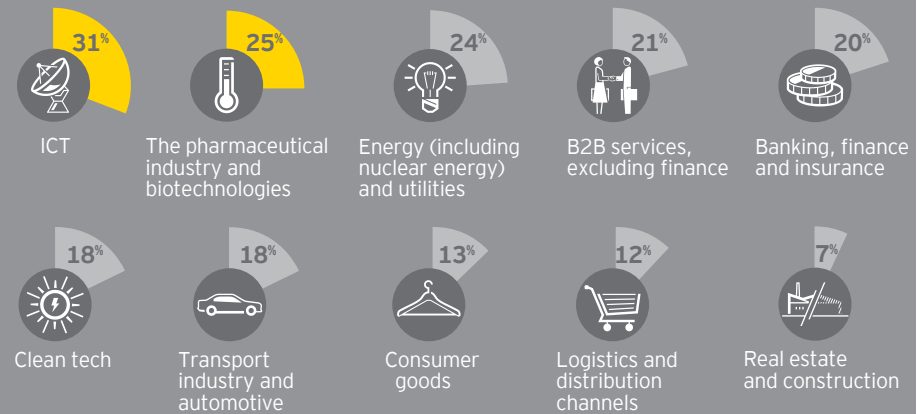 31%
25%
24%
21%
20%
ICT
The pharmaceutical
industry and
biotechnologies
Energy (including
nuclear energy)
and utilities
B2B services,
excluding finance
Banking, finance
and insurance
18%
18%
13%
12%
7%
Clean tech
Transport
industry and
automotive
Consumer
goods
Logistics and
distribution
channels
Real estate
and construction